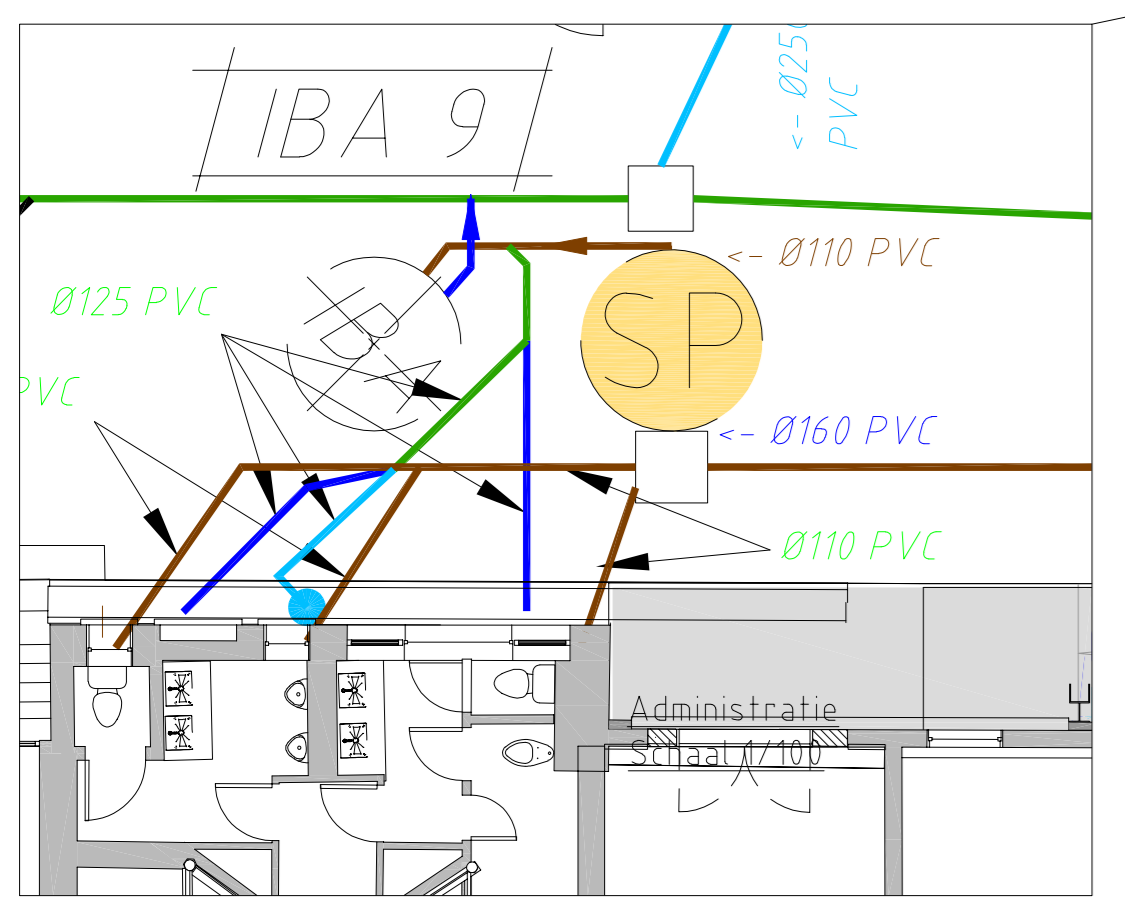 <- Ø250
PVC
IBA 9
<- Ø110 PVC
Ø125 PVC
SP
PVC
<- Ø160 PVC
Ø110 PVC
Administratie
Schaal 1/100